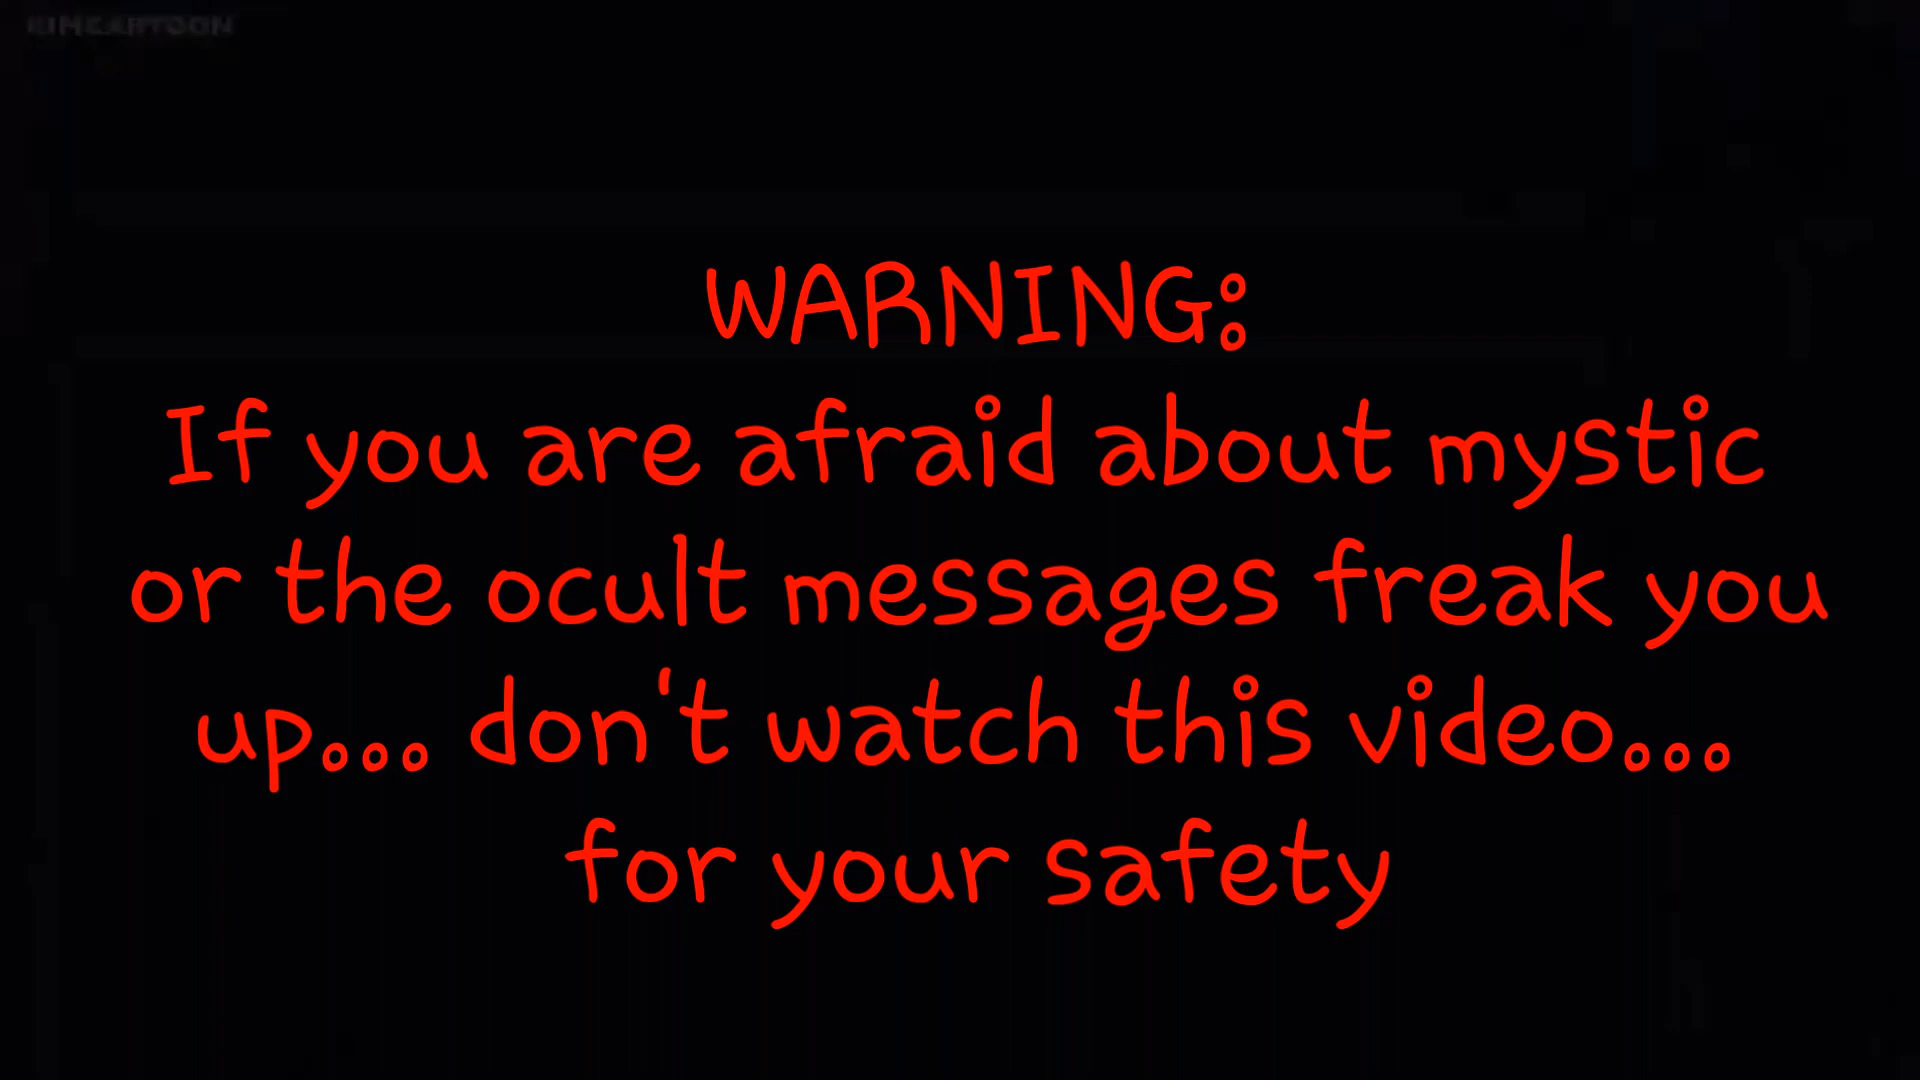 KIMCARTOON
WARNING:
If you are afraid about mystic
or the ocult messages freak you
up... don't watch this video...
for your safety